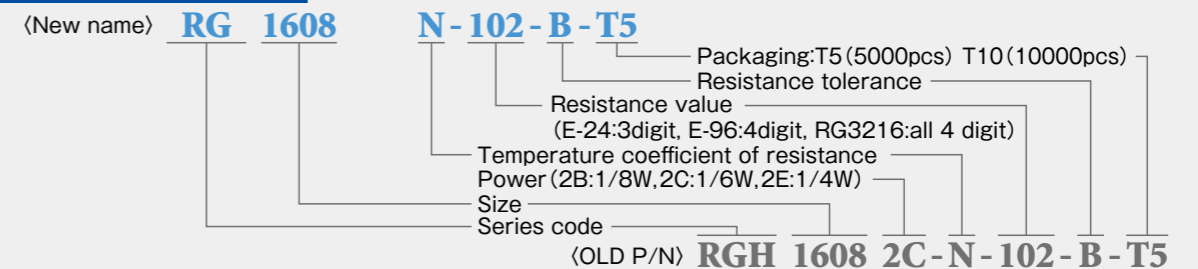 〈New name〉 RG 1608 N-102-B-T5
Packaging:T5(5000pcs) T10(10000pcs)
Resistance tolerance
Resistance value
(E-24:3digit, E-96:4digit, RG3216:all 4 digit)
Temperature coefficient of resistance
Power(2B:1/8W,2C:1/6W,2E:1/4W)
Size
Series code
〈OLD P/N〉 RGH 1608 2C-N-102-B-T5